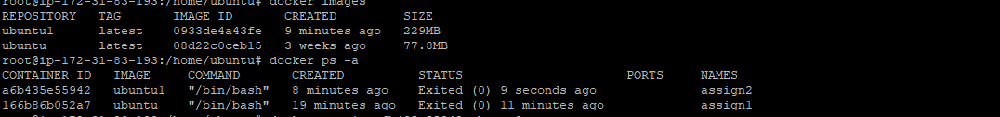 root@ip-172-31-83-193:/home/ubuntu# docker images
REPOSITORY   TAG       IMAGE ID       CREATED         SIZE
ubuntu1      latest    0933de4a43fe   9 minutes ago   229MB
ubuntu       latest    08d22c0ceb15   3 weeks ago     77.8MB
root@ip-172-31-83-193:/home/ubuntu# docker ps -a
CONTAINER ID   IMAGE     COMMAND       CREATED          STATUS                      PORTS     NAMES
a6b435e55942   ubuntu1   "/bin/bash"   8 minutes ago    Exited (0) 9 seconds ago              assign2
166b86b052a7   ubuntu    "/bin/bash"   19 minutes ago   Exited (0) 11 minutes ago             assign1